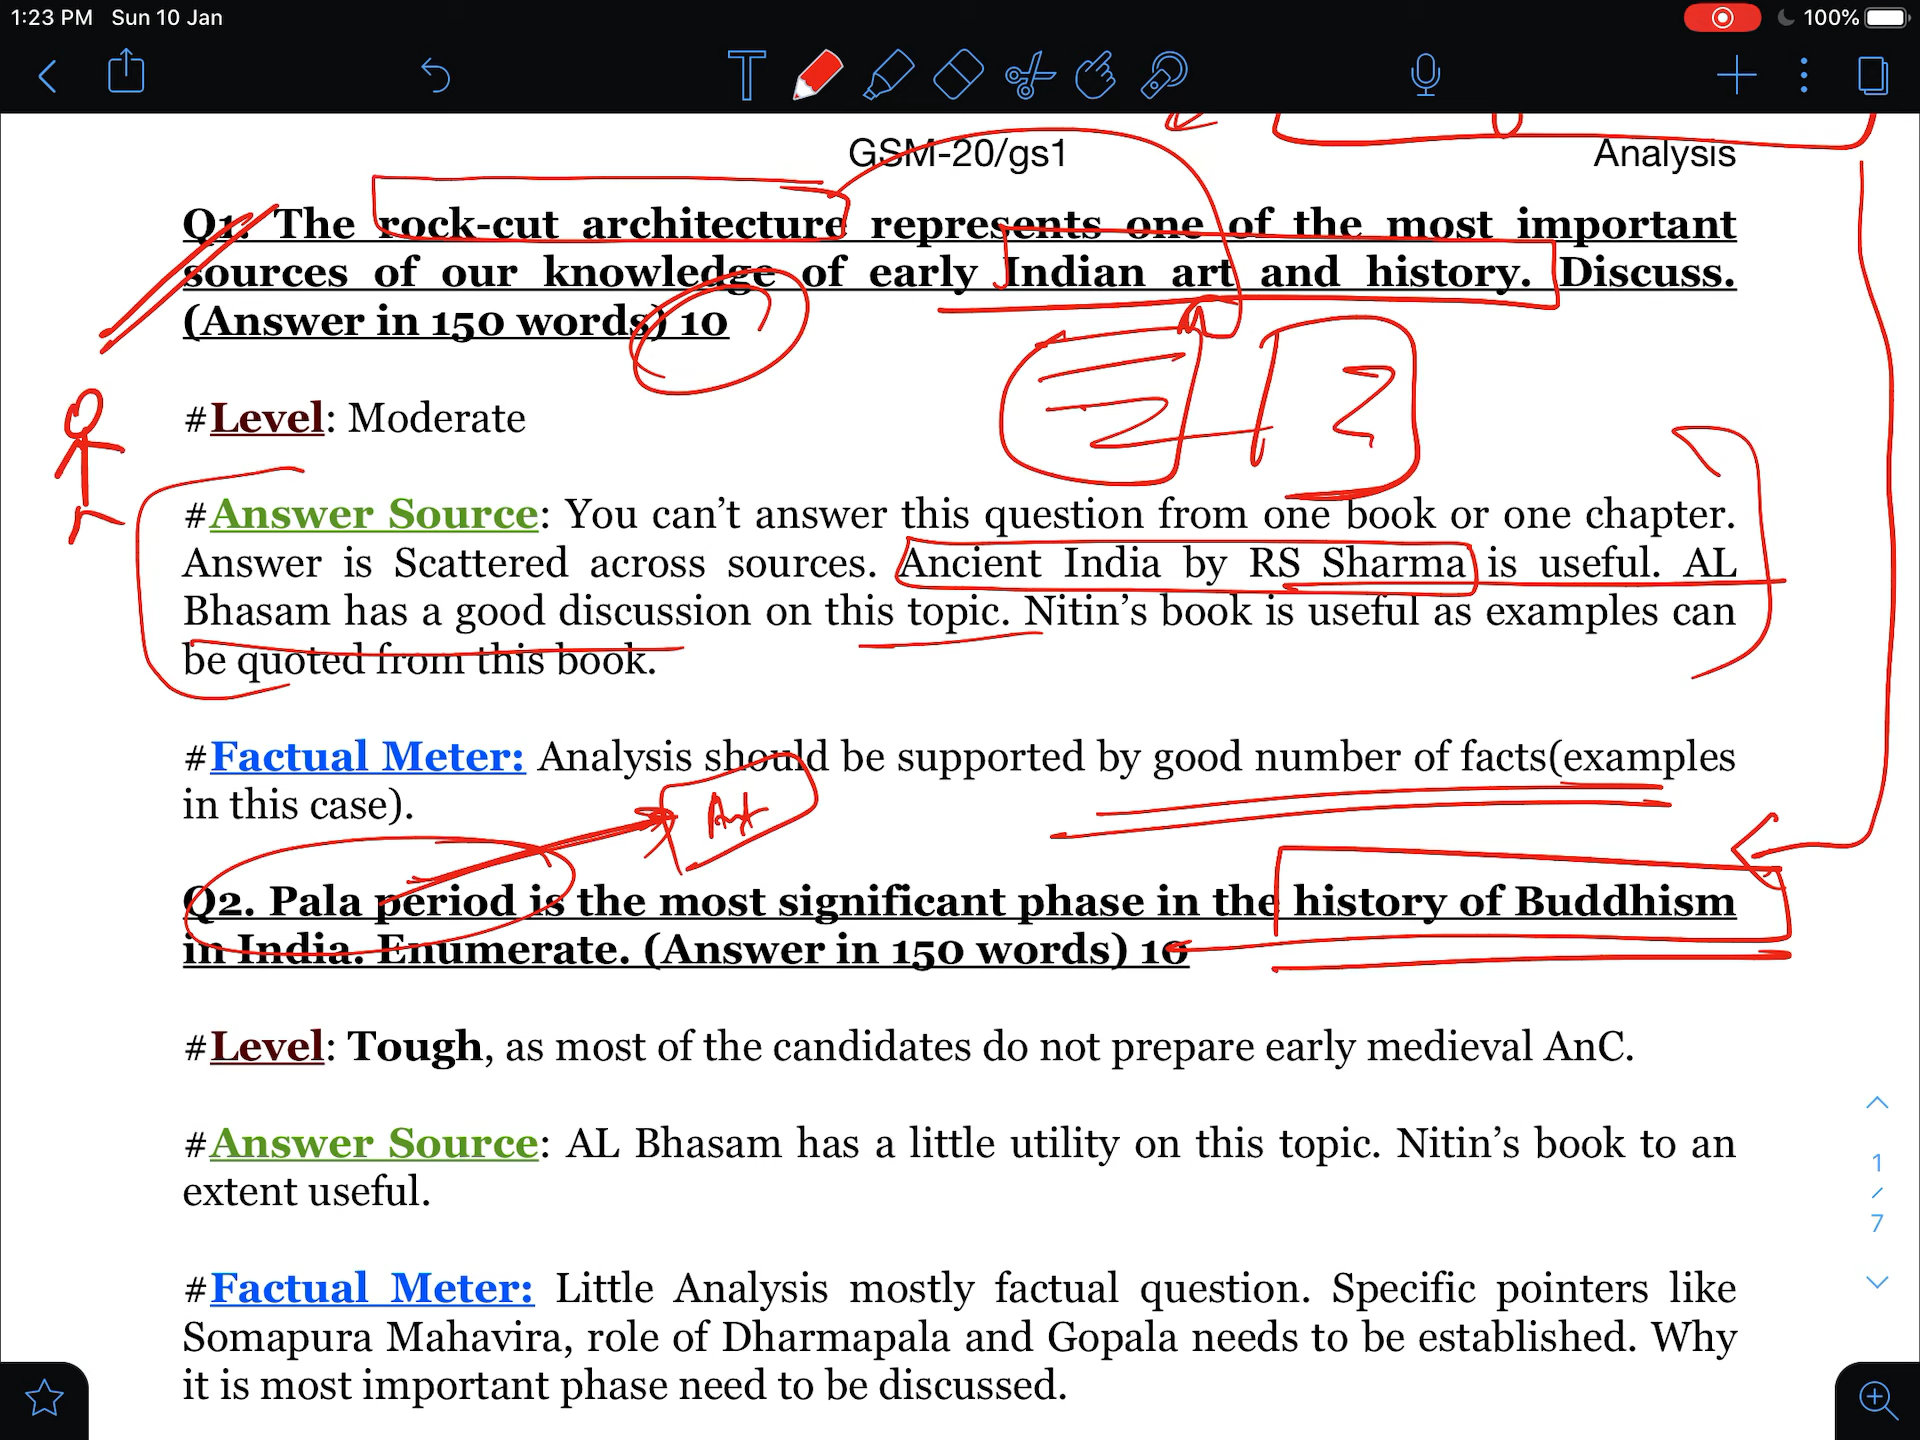 1:23 PM Sun 10 Jan
100%
GSM-20/gs1
Analysis
Q1. The rock-cut architecture represents one of the most important
sources of our knowledge of early Indian art and history. Discuss.
(Answer in 150 words) 10
#Level: Moderate
#Answer Source: You can’t answer this question from one book or one chapter.
Answer is Scattered across sources. Ancient India by RS Sharma is useful. AL
Bhasam has a good discussion on this topic. Nitin’s book is useful as examples can
be quoted from this book.
#Factual Meter: Analysis should be supported by good number of facts(examples
in this case).
Q2. Pala period is the most significant phase in the history of Buddhism
in India. Enumerate. (Answer in 150 words) 10
#Level: Tough, as most of the candidates do not prepare early medieval AnC.
#Answer Source: AL Bhasam has a little utility on this topic. Nitin’s book to an
extent useful.
#Factual Meter: Little Analysis mostly factual question. Specific pointers like
Somapura Mahavira, role of Dharmapala and Gopala needs to be established. Why
it is most important phase need to be discussed.
1
/
7